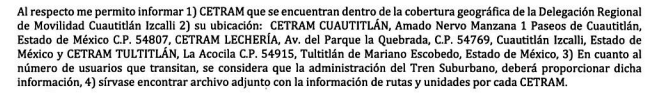 Al respecto me permito informar 1) CETRAM que se encuentran dentro de la cobertura geográfica de la Delegación Regional
de Movilidad Cuautitlán Izcalli 2) su ubicación: CETRAM CUAUTITLÁN, Amado Nervo Manzana 1 Paseos de Cuautitlán,
Estado de México C.P. 54807, CETRAM LECHERÍA, Av. del Parque la Quebrada, C.P. 54769, Cuautitlán Izcalli, Estado de
México y CETRAM TULTITLÁN, La Acocila C.P. 54915, Tultitlán de Mariano Escobedo, Estado de México, 3) En cuanto al
número de usuarios que transitan, se considera que la administración del Tren Suburbano, deberá proporcionar dicha
información, 4) sírvase encontrar archivo adjunto con la información de rutas y unidades por cada CETRAM.